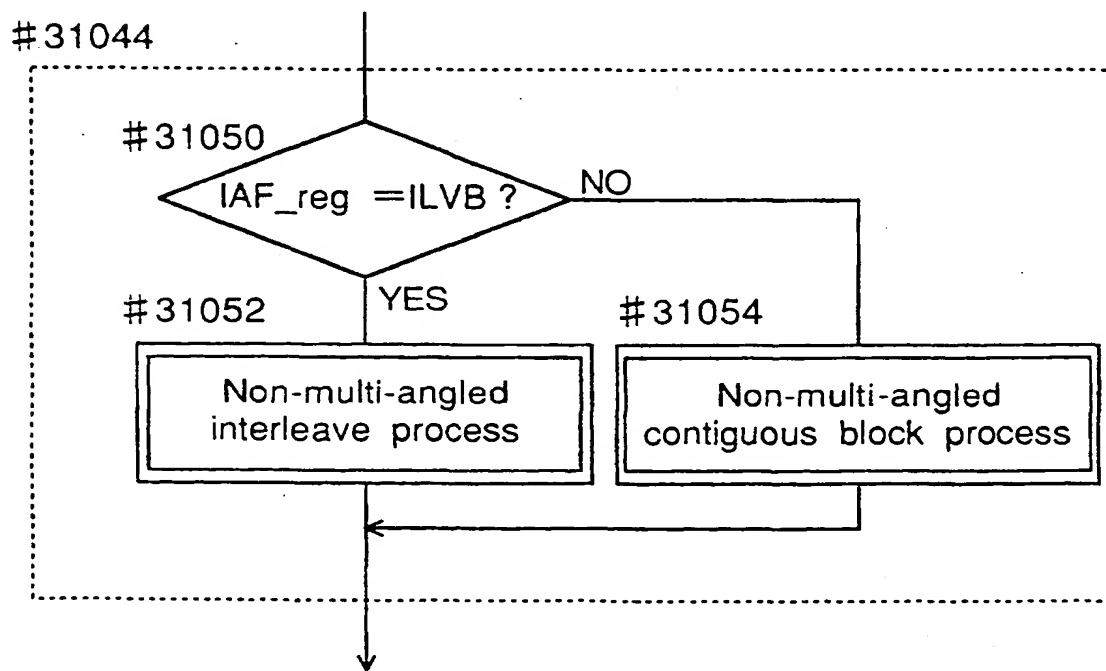 #31044
#31050
IAF_reg =ILVB ?
NO
YES
#31052
#31054
Non-multi-angled
interleave process
Non-multi-angled
contiguous block process